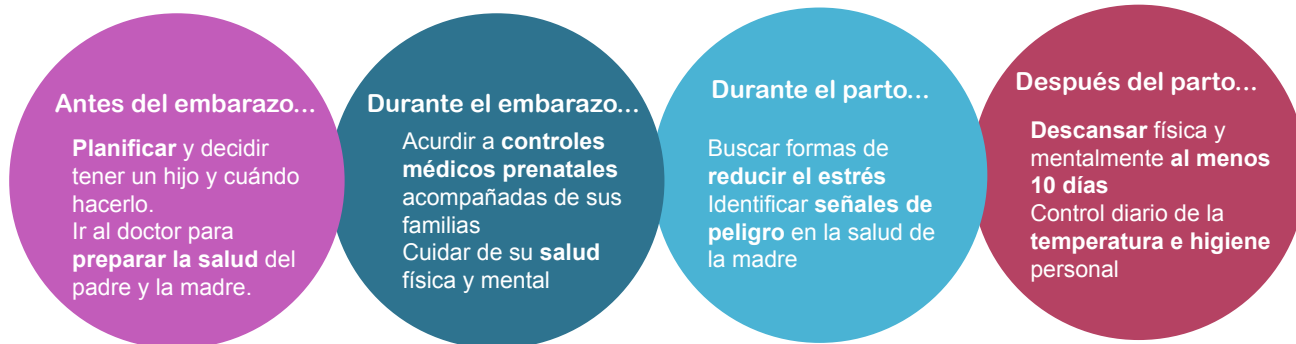 Antes del embarazo...
Planificar y decidir
tener un hijo y cuándo
hacerlo.
Ir al doctor para
preparar la salud del
padre y la madre.
Durante el embarazo...
Acurdir a controles
médicos prenatales
acompañadas de sus
familias
Cuidar de su salud
física y mental
Durante el parto...
Buscar formas de
reducir el estrés
Identificar señales de
peligro en la salud de
la madre
Después del parto...
Descansar física y
mentalmente al menos
10 días
Control diario de la
temperatura e higiene
personal